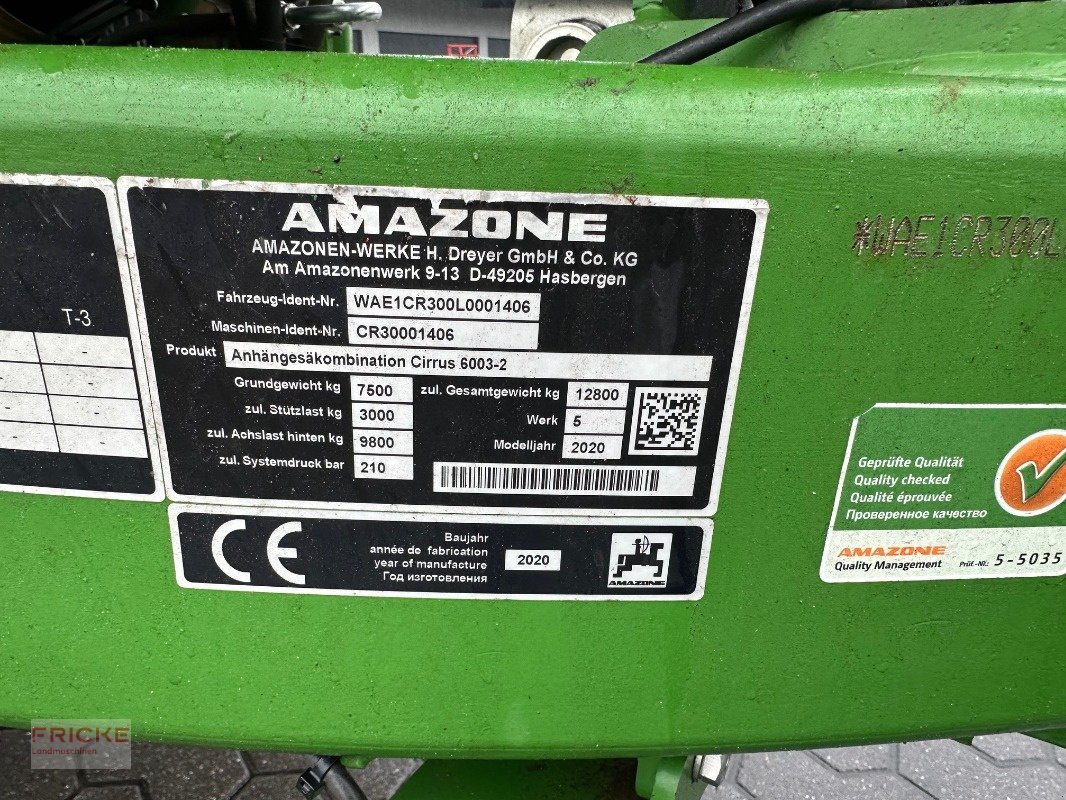 T-3
AMAZONE
AMAZONEN-WERKE H. Dreyer GmbH & Co. KG
Am Amazonenwerk 9-13 D-49205 Hasbergen
Fahrzeug-Ident-Nr. WAE1CR300L0001406
Maschinen-Ident-Nr. CR30001406
Produkt Anhängesäkombination Cirrus 6003-2
Grundgewicht kg 7500 zul. Gesamtgewicht kg 12800
zul. Stützlast kg 3000 Werk 5
zul. Achslast hinten kg 9800 Modelljahr 2020
zul. Systemdruck bar 210
CE
Baujahr
année de fabrication
year of manufacture
Год изготовления
2020
AMAZONE
*WAE1CR300L
Geprüfte Qualität
Quality checked
Qualité éprouvée
Проверенное качество
AMAZONE
Quality Management Prüf.-Nr.: 5-5035
FRICKE
Landmaschinen